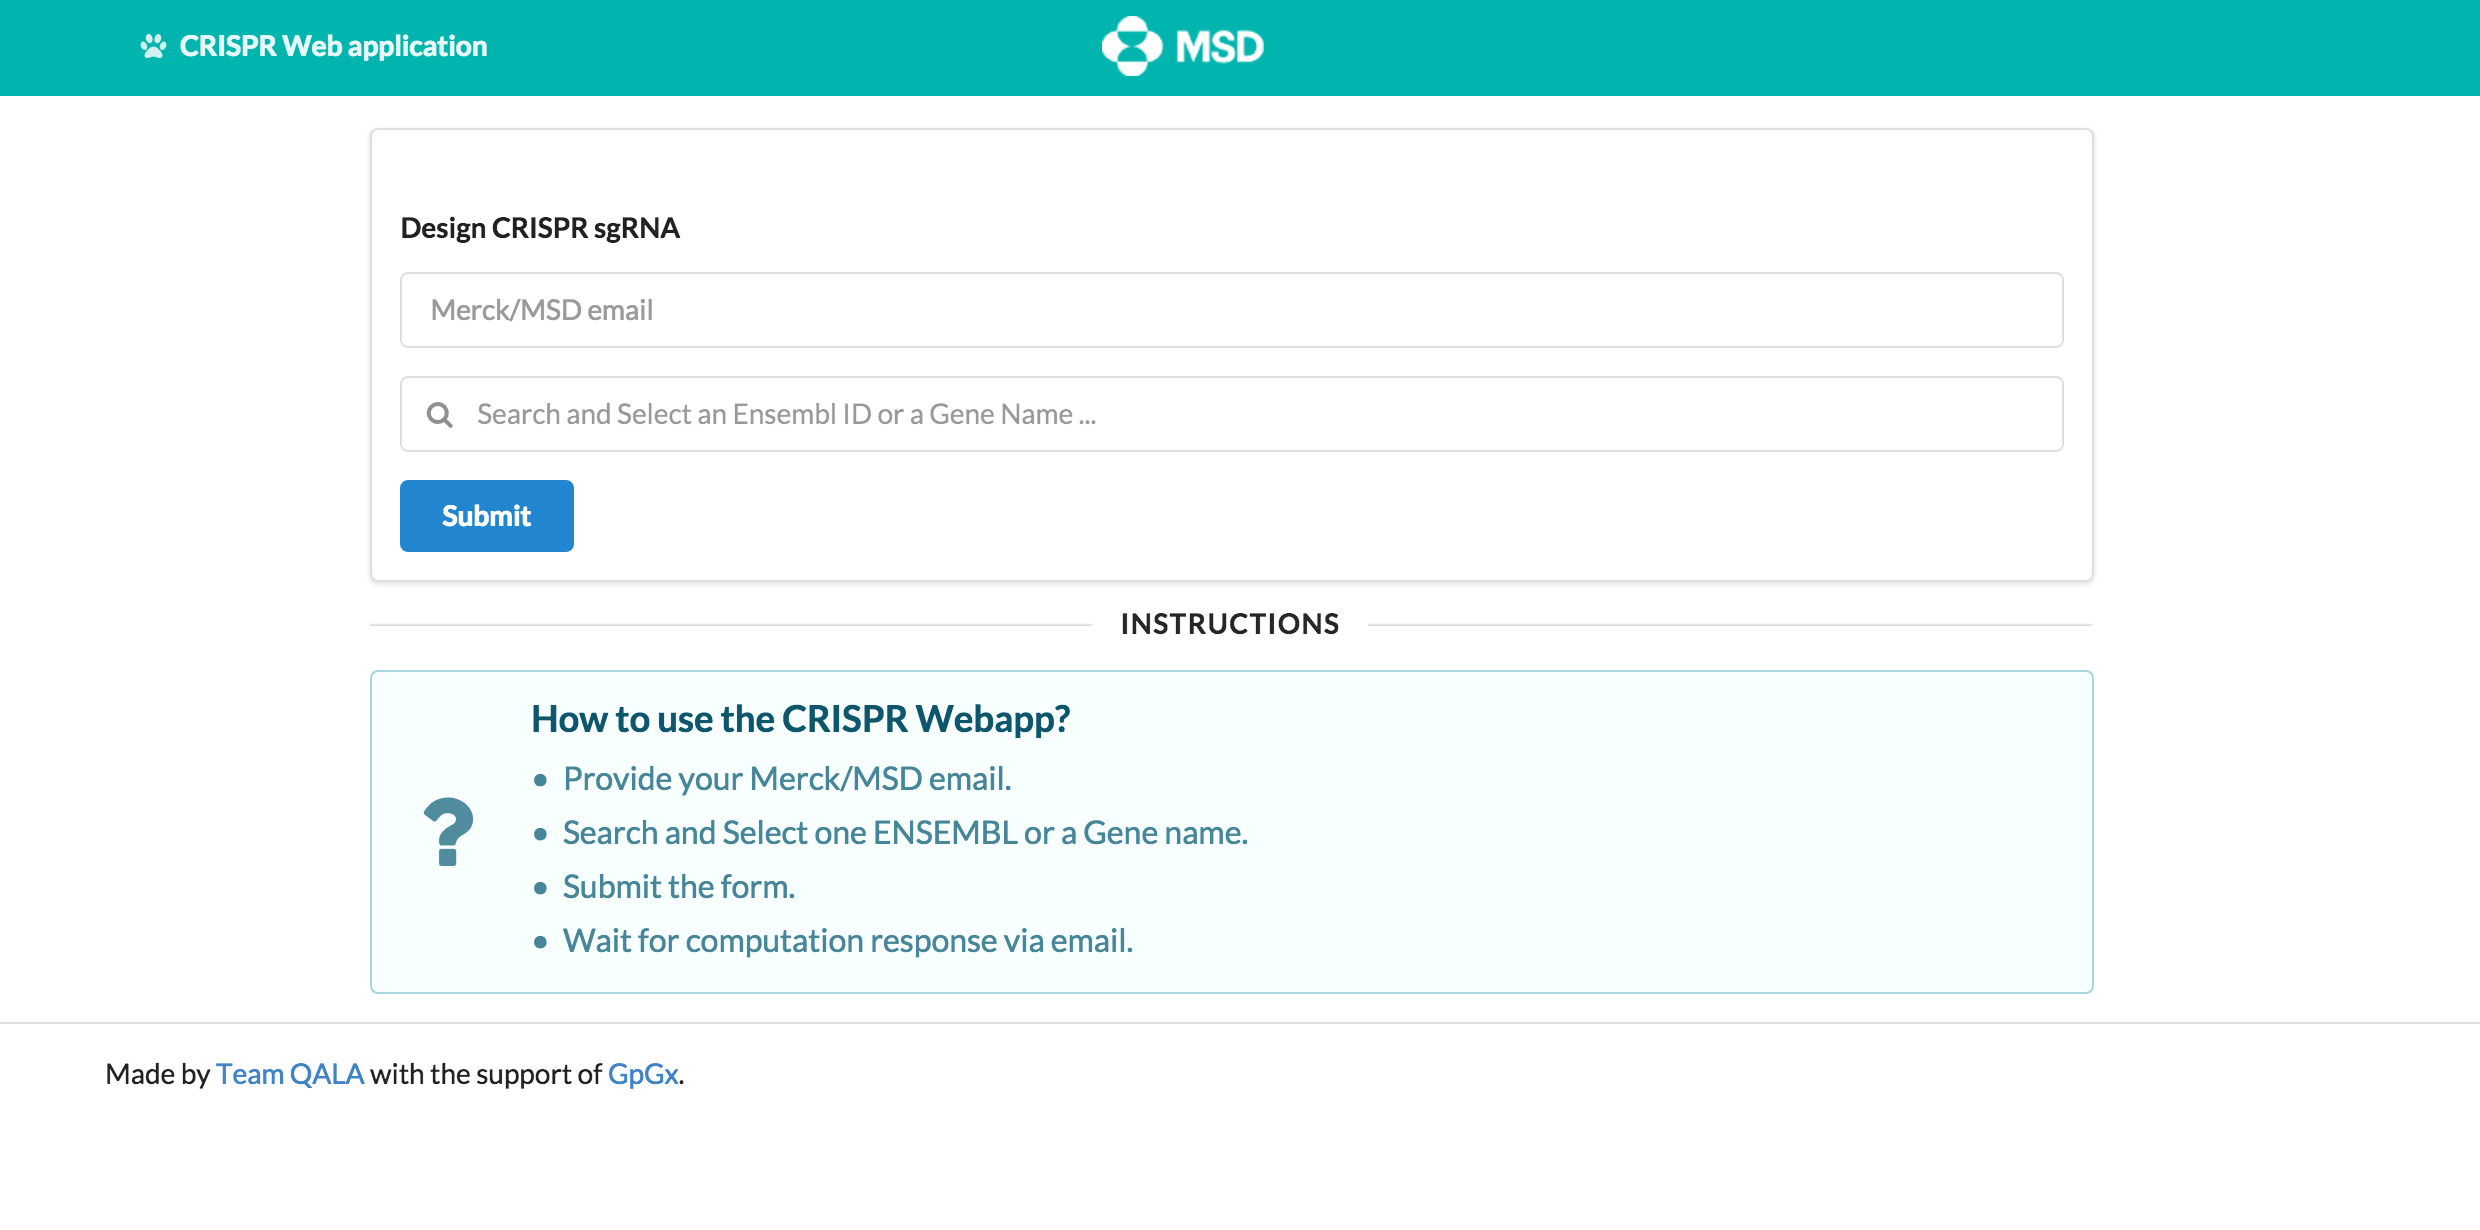 CRISPR Web application
MSD
Design CRISPR sgRNA
Merck/MSD email
Search and Select an Ensembl ID or a Gene Name ...
Submit
INSTRUCTIONS
How to use the CRISPR Webapp?
• Provide your Merck/MSD email.
• Search and Select one ENSEMBL or a Gene name.
• Submit the form.
• Wait for computation response via email.
Made by Team QALA with the support of GpGx.